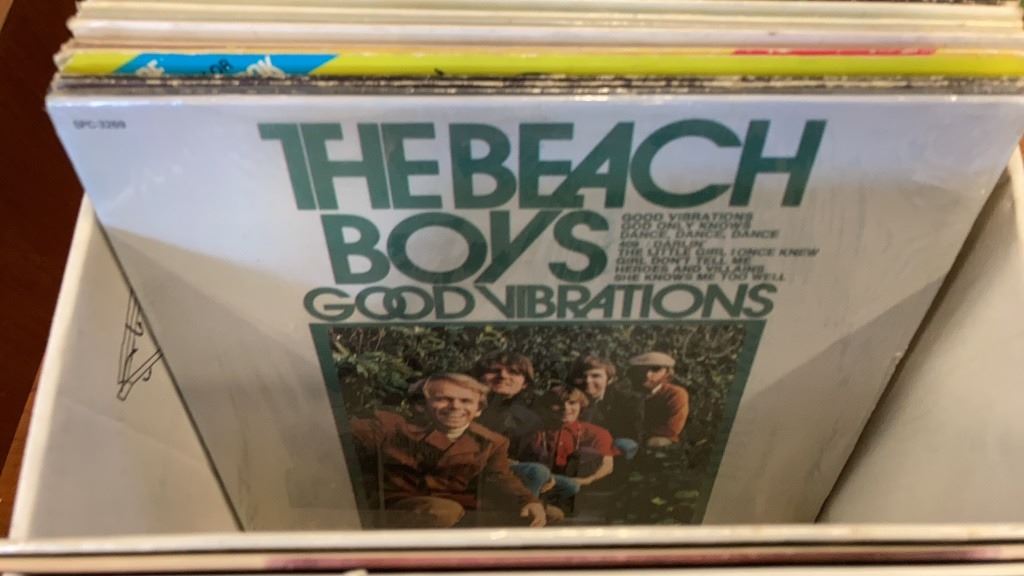 SPC-3269
THE BEACH
BOYS
GOOD VIBRATIONS
GOD ONLY KNOWS
DANCE, DANCE, DANCE
409 / DARLIN'
THE LITTLE GIRL I ONCE KNEW
GIRL DON'T TELL ME
HEROES AND VILLAINS
SHE KNOWS ME TOO WELL
GOOD VIBRATIONS